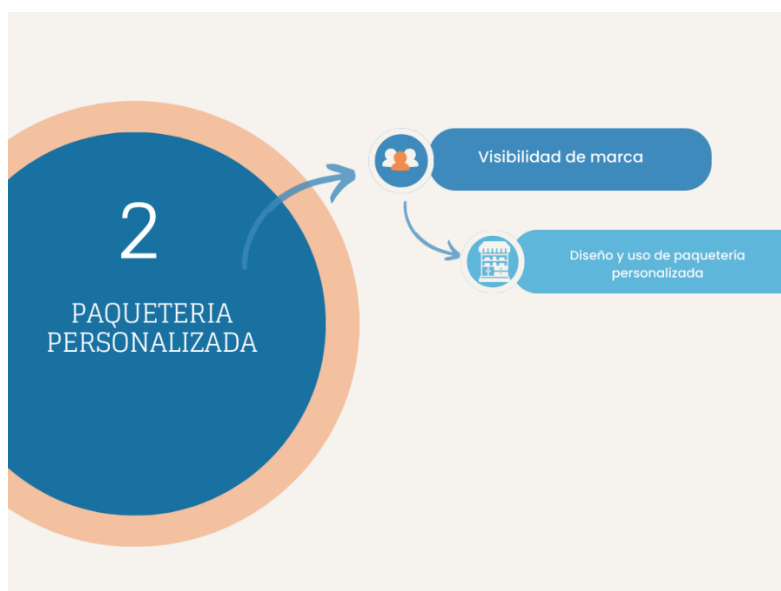 2
PAQUETERIA
PERSONALIZADA
Visibilidad de marca
Diseño y uso de paquetería
personalizada